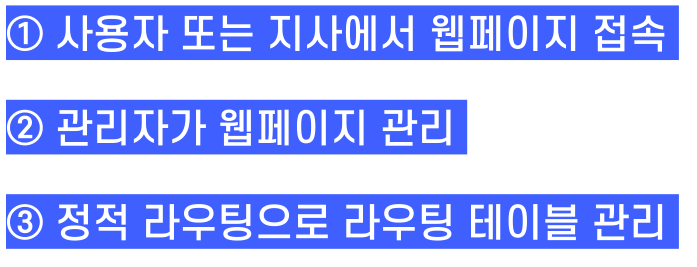 ① 사용자 또는 지사에서 웹페이지 접속
② 관리자가 웹페이지 관리
③ 정적 라우팅으로 라우팅 테이블 관리